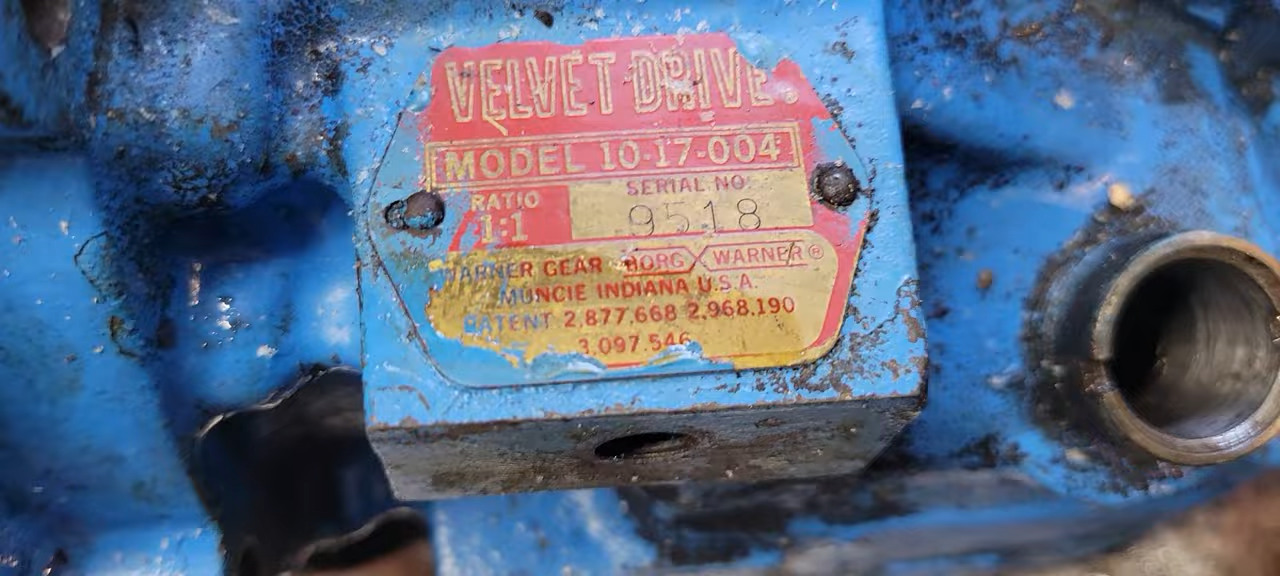 VELVET DRIVE
MODEL 10-17-004
RATIO
1:1
SERIAL NO
9518
WARNER GEAR BORG WARNER®
MUNCIE INDIANA U.S.A.
PATENT 2,877,668 2,968,190
3,097,546